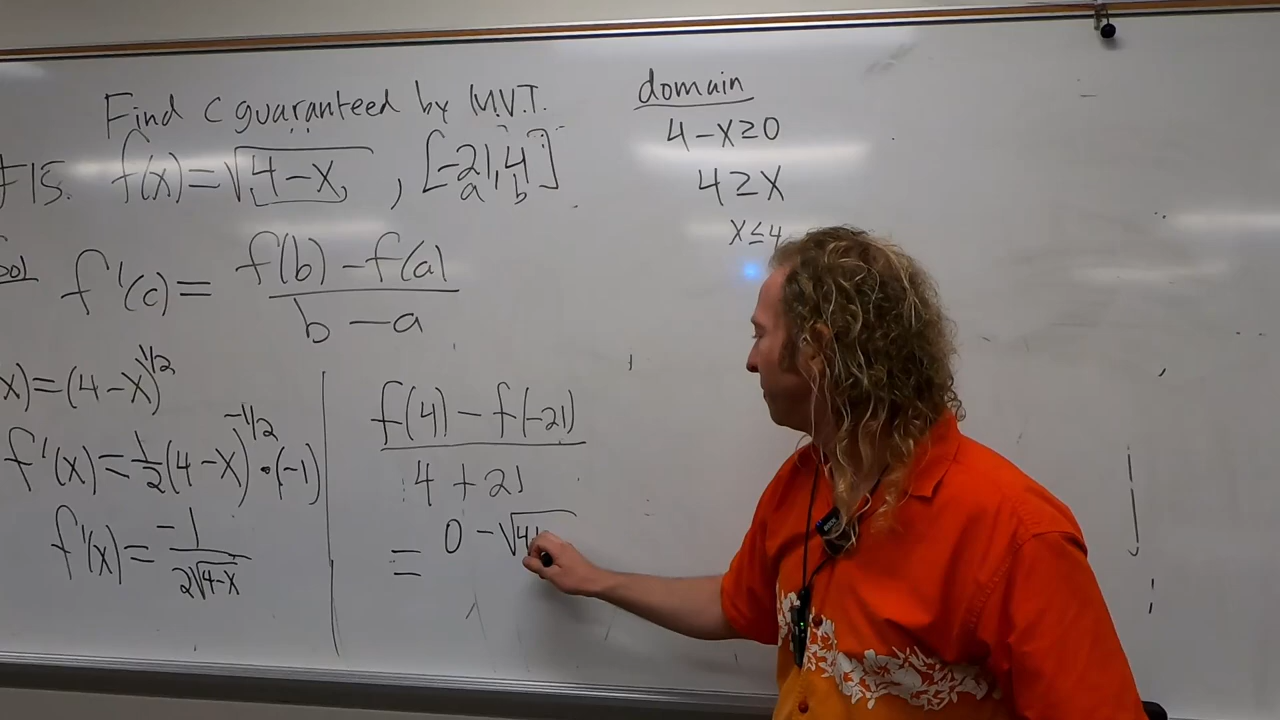 Find c guaranteed by M.V.T.
#15. f(x)=√4-x , [-21,4]
a b
Sol f'(c)= f(b)-f(a)
b-a
x)=(4-x)^1/2
f'(x)=1/2(4-x)^-1/2·(-1)
f'(x)= -1
2√4-x
f(4)-f(-21)
4+21
= 0-√4
domain
4-x≥0
4≥x
x≤4